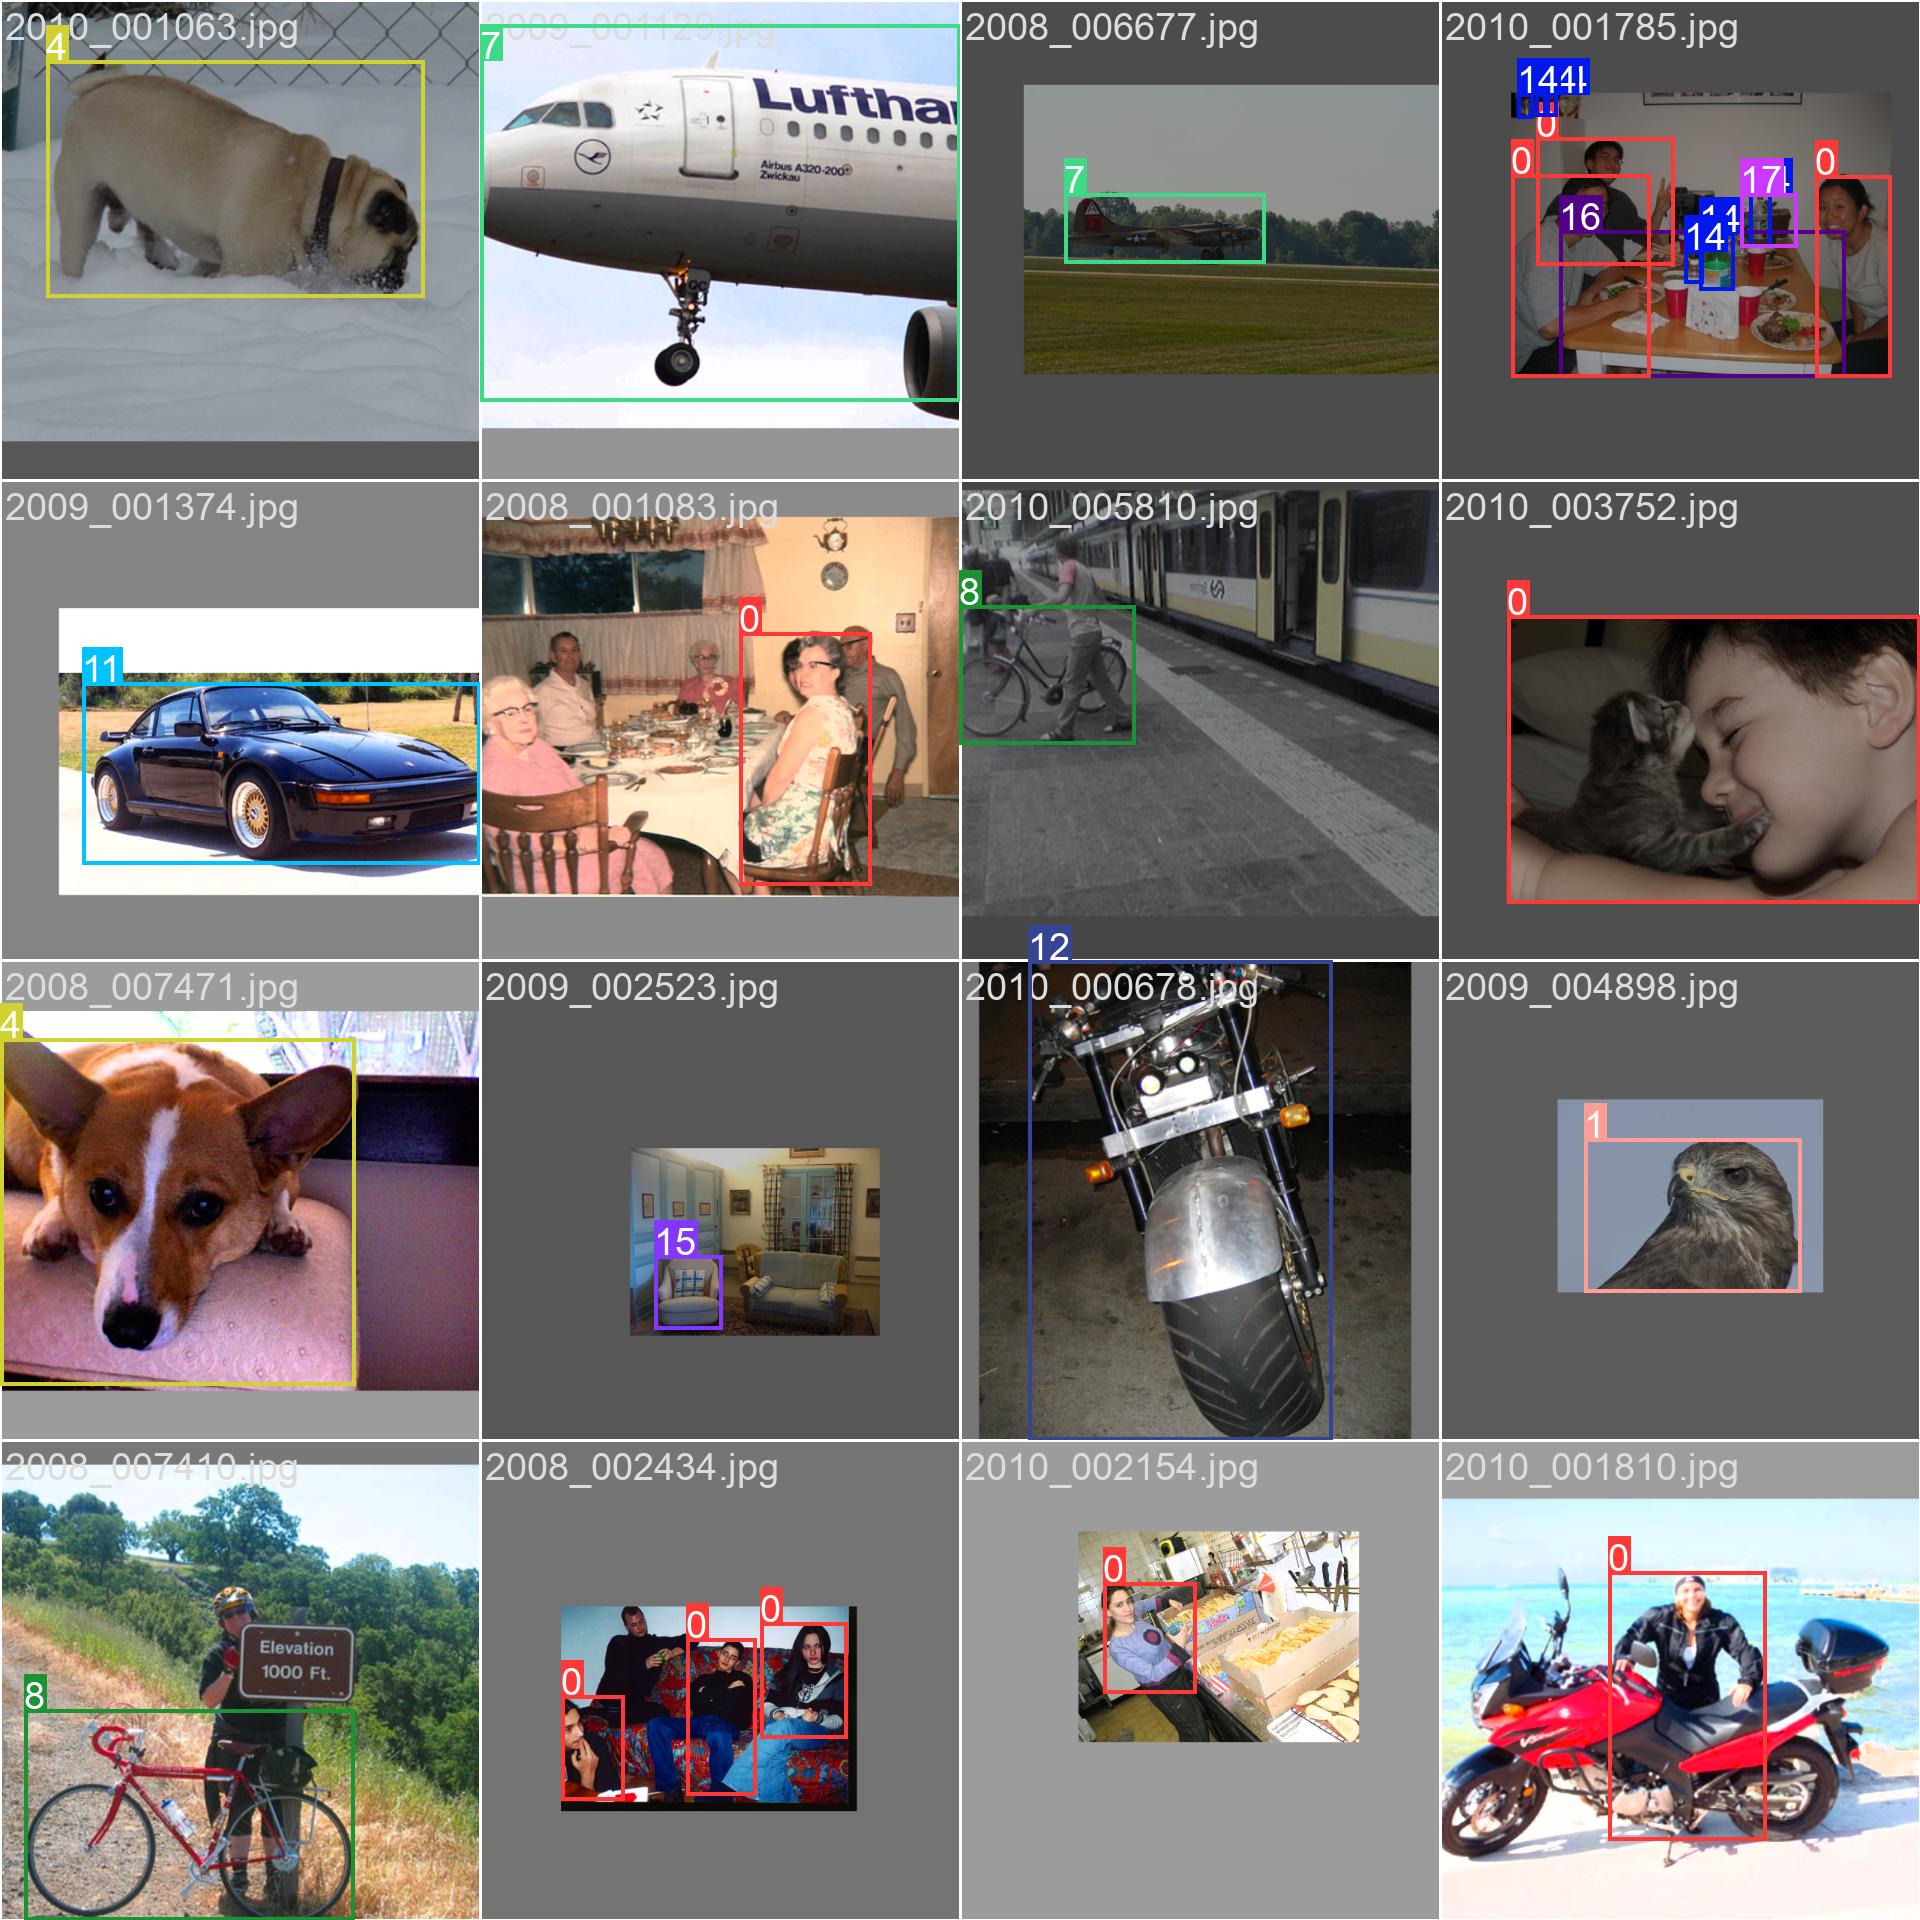 2010_001063.jpg
4
2009_001129.jpg
7
Luftha
Airbus A320-200
Zwickau
QC
2008_006677.jpg
7
2010_001785.jpg
144
0
0
0
17
16
14
14
2009_001374.jpg
11
2008_001083.jpg
0
2010_005810.jpg
8
2010_003752.jpg
0
2008_007471.jpg
4
2009_002523.jpg
15
2010_000678.jpg
12
2009_004898.jpg
1
2008_007410.jpg
Elevation
1000 Ft.
8
2008_002434.jpg
0
0
0
2010_002154.jpg
0
2010_001810.jpg
0